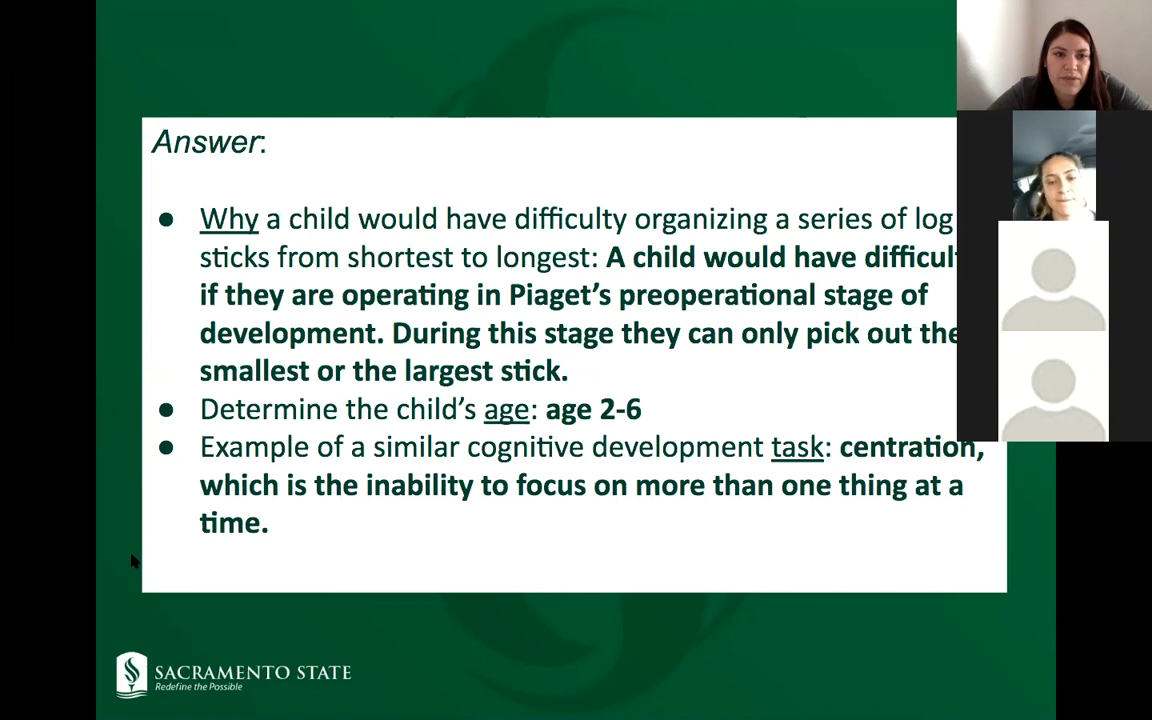 Answer:
● Why a child would have difficulty organizing a series of log
sticks from shortest to longest: A child would have difficul
if they are operating in Piaget's preoperational stage of
development. During this stage they can only pick out the
smallest or the largest stick.
● Determine the child's age: age 2-6
● Example of a similar cognitive development task: centration,
which is the inability to focus on more than one thing at a
time.
SACRAMENTO STATE
Redefine the Possible